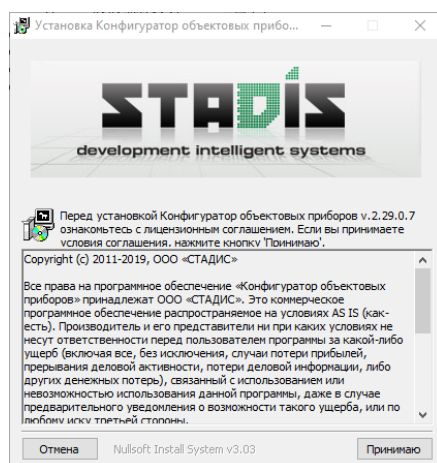 Установка Конфигуратор объектовых прибо...
STADIS
development intelligent systems
Перед установкой Конфигуратор объектовых приборов v.2.29.0.7
ознакомьтесь с лицензионным соглашением. Если вы принимаете
условия соглашения, нажмите кнопку 'Принимаю'.
Copyright (c) 2011-2019, ООО «СТАДИС»
Все права на программное обеспечение «Конфигуратор объектовых
приборов» принадлежат ООО «СТАДИС». Это коммерческое
программное обеспечение распространяемое на условиях AS IS (как-
есть). Производитель и его представители ни при каких условиях не
несут ответственности перед пользователем программы за какой-либо
ущерб (включая все, без исключения, случаи потери прибылей,
прерывания деловой активности, потери деловой информации, либо
других денежных потерь), связанный с использованием или
невозможностью использования данной программы, даже в случае
предварительного уведомления о возможности такого ущерба, или по
любому иску третьей стороны.
Отмена
Nullsoft Install System v3.03
Принимаю